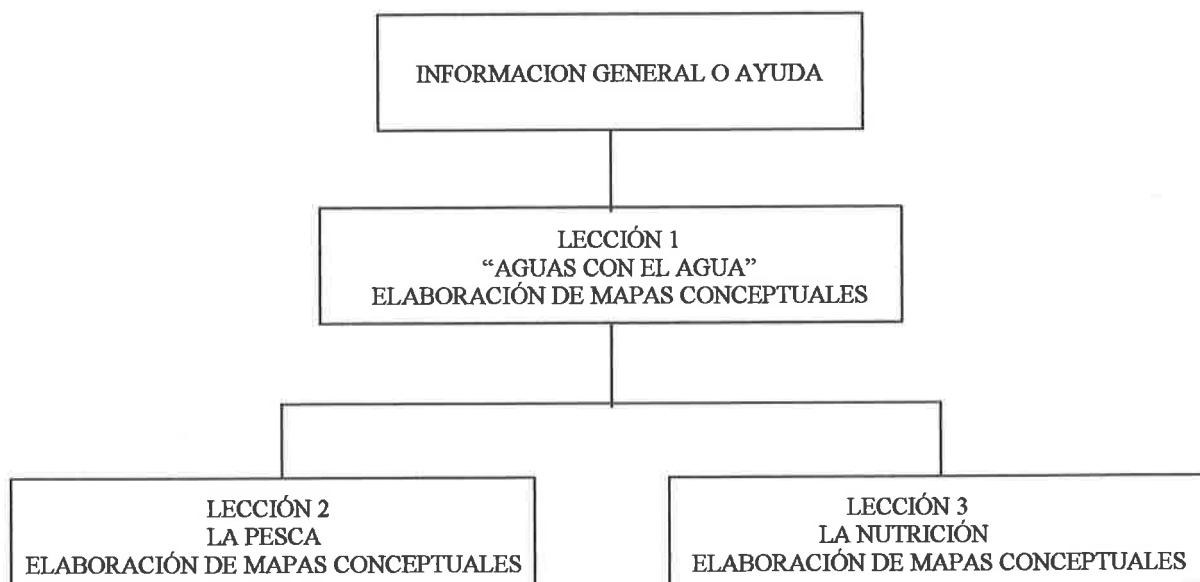 INFORMACION GENERAL O AYUDA
LECCIÓN 1
“AGUAS CON EL AGUA”
ELABORACIÓN DE MAPAS CONCEPTUALES
LECCIÓN 2
LA PESCA
ELABORACIÓN DE MAPAS CONCEPTUALES
LECCIÓN 3
LA NUTRICIÓN
ELABORACIÓN DE MAPAS CONCEPTUALES